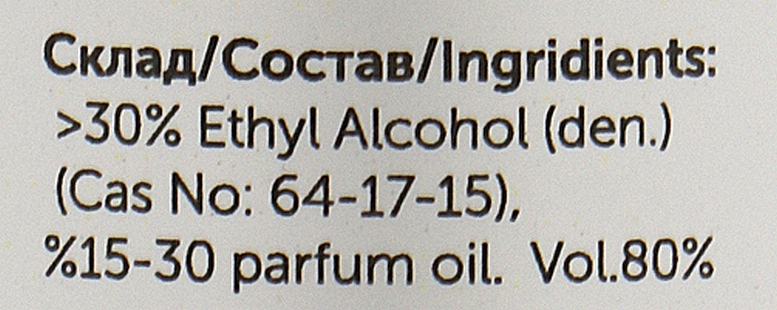 Склад/Состав/Ingridients:
>30% Ethyl Alcohol (den.)
(Cas No: 64-17-15),
%15-30 parfum oil. Vol.80%